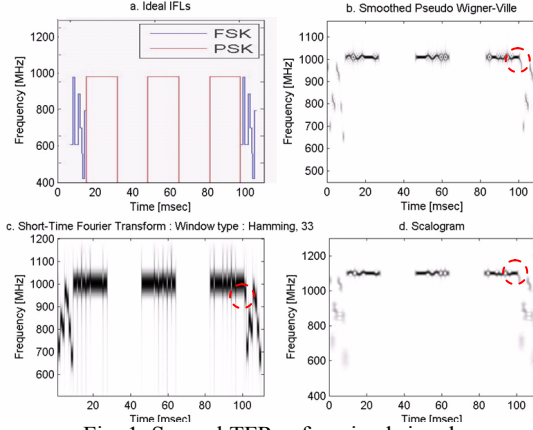 a. Ideal IFLs
FSK
PSK
Frequency [MHz]
1200
1000
800
600
400
0 20 40 60 80 100
Time [msec]
b. Smoothed Pseudo Wigner-Ville
Frequency [MHz]
1100
1000
900
800
700
600
500
0 20 40 60 80 100
Time [msec]
c. Short-Time Fourier Transform : Window type : Hamming, 33
Frequency [MHz]
1200
1100
1000
900
800
700
600
20 40 60 80 100
Time [msec]
d. Scalogram
Frequency [MHz]
1200
1100
1000
900
800
600
400
0 20 40 60 80 100
Time [msec]